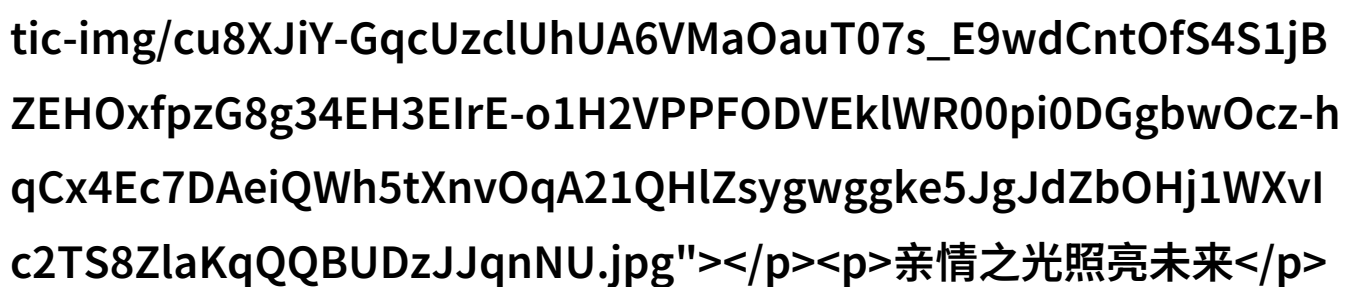 tic-img/cu8XJiY-GqcUzclUhUA6VMaOauT07s_E9wdCntOfS4S1jB
ZEHOxfpzG8g34EH3EIrE-o1H2VPPFODVEklWR00pi0DGgbwOcz-h
qCx4Ec7DAeiQWh5tXnvOqA21QHlZsygwggke5JgJdZbOHj1WXvI
c2TS8ZlaKqQQBUDzJJqnNU.jpg"></p><p>亲情之光照亮未来</p>